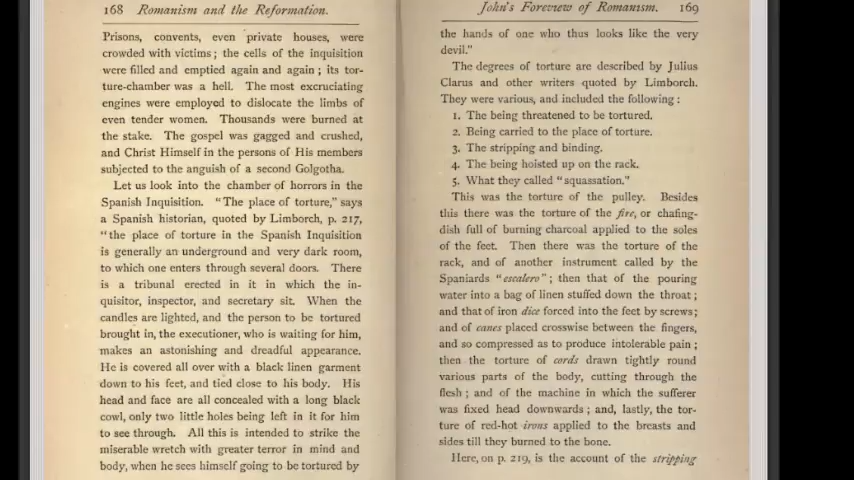 168 Romanism and the Reformation.
Prisons, convents, even private houses, were
crowded with victims ; the cells of the inquisition
were filled and emptied again and again ; its tor-
ture-chamber was a hell. The most excruciating
engines were employed to dislocate the limbs of
even tender women. Thousands were burned at
the stake. The gospel was gagged and crushed,
and Christ Himself in the persons of His members
subjected to the anguish of a second Golgotha.
Let us look into the chamber of horrors in the
Spanish Inquisition. "The place of torture," says
a Spanish historian, quoted by Limborch, p. 217,
"the place of torture in the Spanish Inquisition
is generally an underground and very dark room,
to which one enters through several doors. There
is a tribunal erected in it in which the in-
quisitor, inspector, and secretary sit. When the
candles are lighted, and the person to be tortured
brought in, the executioner, who is waiting for him,
makes an astonishing and dreadful appearance.
He is covered all over with a black linen garment
down to his feet, and tied close to his body. His
head and face are all concealed with a long black
cowl, only two little holes being left in it for him
to see through. All this is intended to strike the
miserable wretch with greater terror in mind and
body, when he sees himself going to be tortured by
John's Foreview of Romanism. 169
the hands of one who thus looks like the very
devil."
The degrees of torture are described by Julius
Clarus and other writers quoted by Limborch.
They were various, and included the following :
1. The being threatened to be tortured.
2. Being carried to the place of torture.
3. The stripping and binding.
4. The being hoisted up on the rack.
5. What they called "squassation."
This was the torture of the pulley. Besides
this there was the torture of the fire, or chafing-
dish full of burning charcoal applied to the soles
of the feet. Then there was the torture of the
rack, and of another instrument called by the
Spaniards "escalero" ; then that of the pouring
water into a bag of linen stuffed down the throat ;
and that of iron dice forced into the feet by screws ;
and of canes placed crosswise between the fingers,
and so compressed as to produce intolerable pain ;
then the torture of cords drawn tightly round
various parts of the body, cutting through the
flesh ; and of the machine in which the sufferer
was fixed head downwards ; and, lastly, the tor-
ture of red-hot irons applied to the breasts and
sides till they burned to the bone.
Here, on p. 219, is the account of the stripping